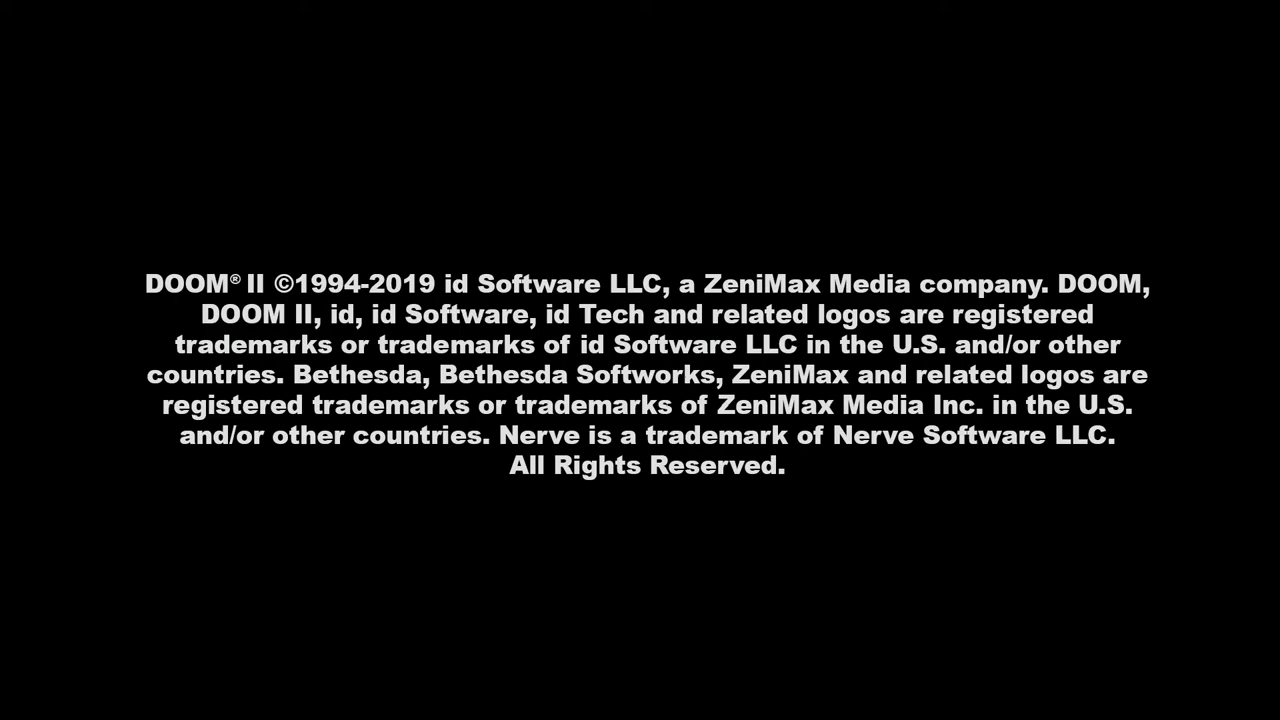 DOOM® II ©1994-2019 id Software LLC, a ZeniMax Media company. DOOM,
DOOM II, id, id Software, id Tech and related logos are registered
trademarks or trademarks of id Software LLC in the U.S. and/or other
countries. Bethesda, Bethesda Softworks, ZeniMax and related logos are
registered trademarks or trademarks of ZeniMax Media Inc. in the U.S.
and/or other countries. Nerve is a trademark of Nerve Software LLC.
All Rights Reserved.